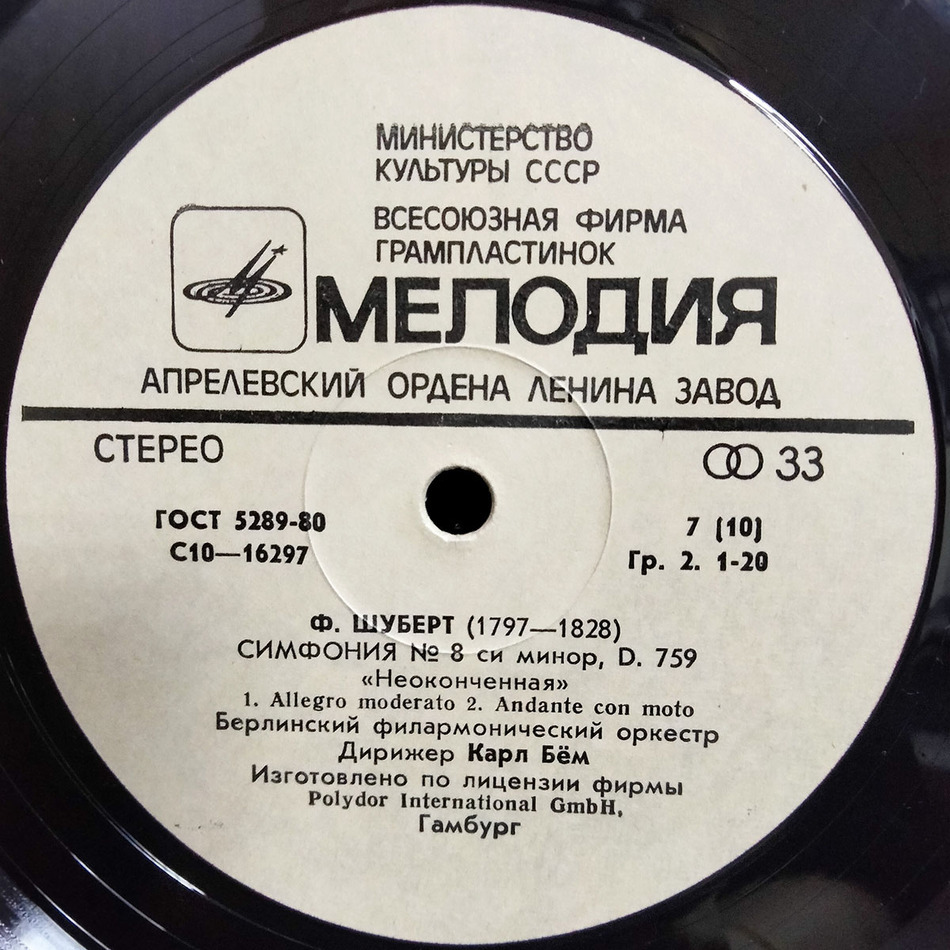 МИНИСТЕРСТВО
КУЛЬТУРЫ СССР
ВСЕСОЮЗНАЯ ФИРМА
ГРАМПЛАСТИНОК
МЕЛОДИЯ
АПРЕЛЕВСКИЙ ОРДЕНА ЛЕНИНА ЗАВОД
СТЕРЕО 33
ГОСТ 5289-80 7 (10)
С10—16297 Гр. 2. 1-20
Ф. ШУБЕРТ (1797—1828)
СИМФОНИЯ № 8 си минор, D. 759
«Неоконченная»
1. Allegro moderato 2. Andante con moto
Берлинский филармонический оркестр
Дирижер Карл Бём
Изготовлено по лицензии фирмы
Polydor International GmbH,
Гамбург